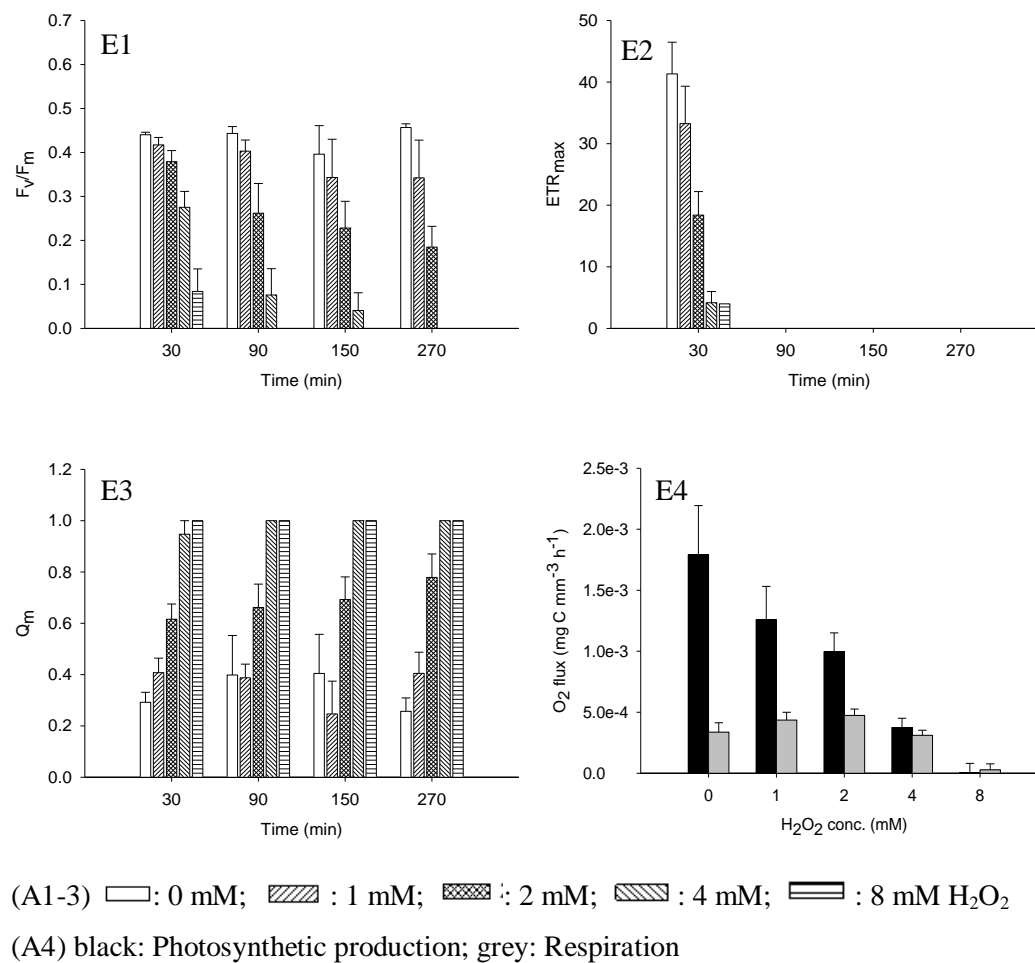 E1
Fv/Fm
0.7
0.6
0.5
0.4
0.3
0.2
0.1
0.0
30 90 150 270
Time (min)
E2
ETRmax
50
40
30
20
10
0
30 90 150 270
Time (min)
E3
Qm
1.2
1.0
0.8
0.6
0.4
0.2
0.0
30 90 150 270
Time (min)
E4
O2 flux (mg C mm-3 h-1)
2.5e-3
2.0e-3
1.5e-3
1.0e-3
5.0e-4
0.0
0 1 2 4 8
H2O2 conc. (mM)
(A1-3) : 0 mM; : 1 mM; : 2 mM; : 4 mM; : 8 mM H2O2
(A4) black: Photosynthetic production; grey: Respiration